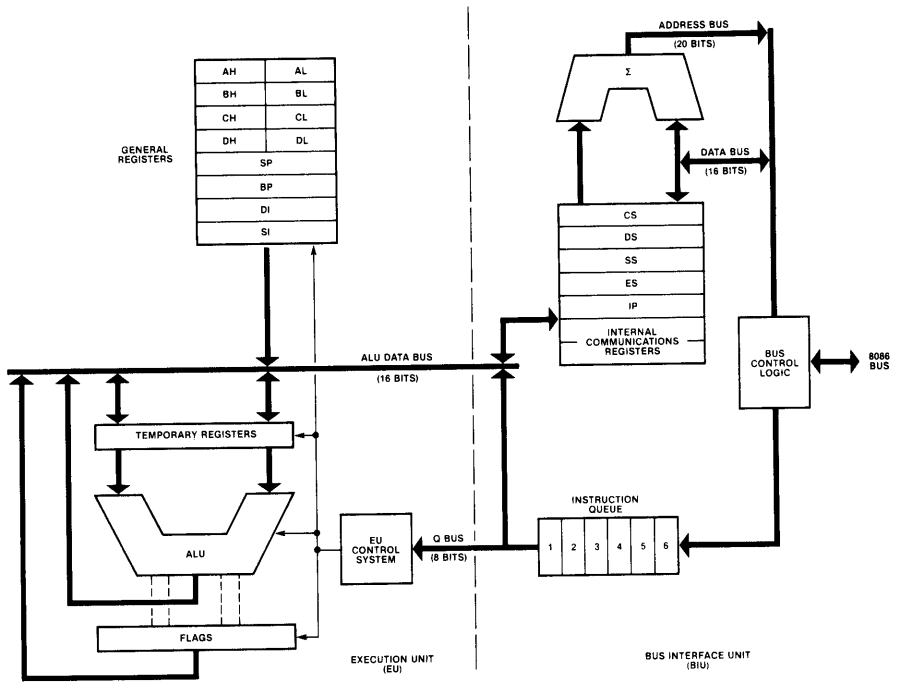 ADDRESS BUS
(20 BITS)
Σ
AH AL
BH BL
CH CL
DH DL
SP
BP
DI
SI
GENERAL
REGISTERS
DATA BUS
(16 BITS)
CS
DS
SS
ES
IP
INTERNAL
COMMUNICATIONS
REGISTERS
BUS
CONTROL
LOGIC
8086
BUS
ALU DATA BUS
(16 BITS)
TEMPORARY REGISTERS
ALU
FLAGS
EU
CONTROL
SYSTEM
Q BUS
(8 BITS)
INSTRUCTION
QUEUE
1 2 3 4 5 6
EXECUTION UNIT
(EU)
BUS INTERFACE UNIT
(BIU)